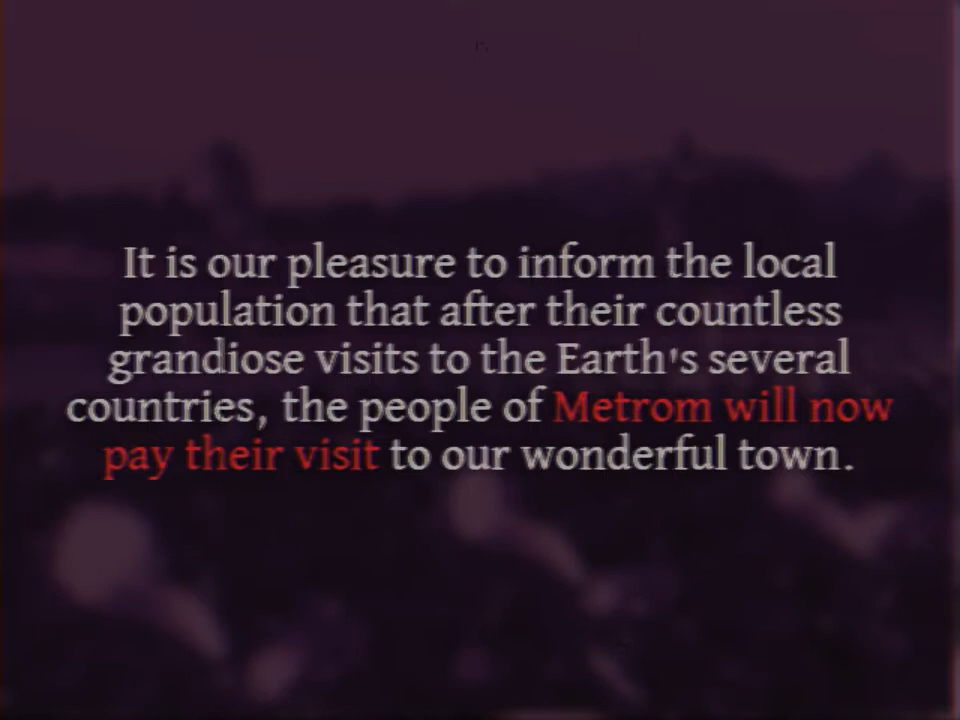 It is our pleasure to inform the local
population that after their countless
grandiose visits to the Earth's several
countries, the people of Metrom will now
pay their visit to our wonderful town.